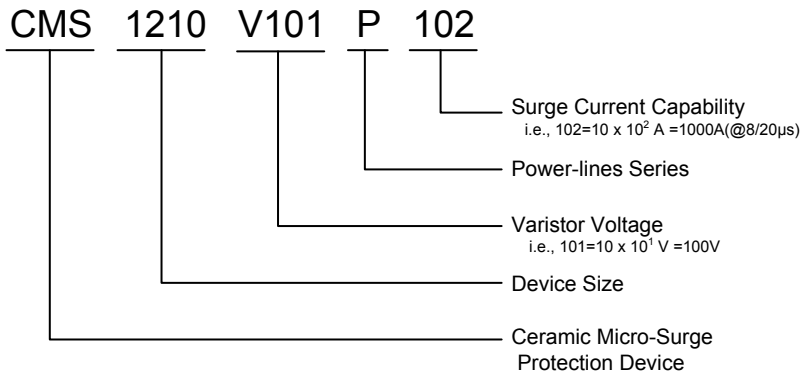 CMS 1210 V101 P 102
Surge Current Capability
i.e., 102=10 x 10² A =1000A(@8/20µs)
Power-lines Series
Varistor Voltage
i.e., 101=10 x 10¹ V =100V
Device Size
Ceramic Micro-Surge
Protection Device